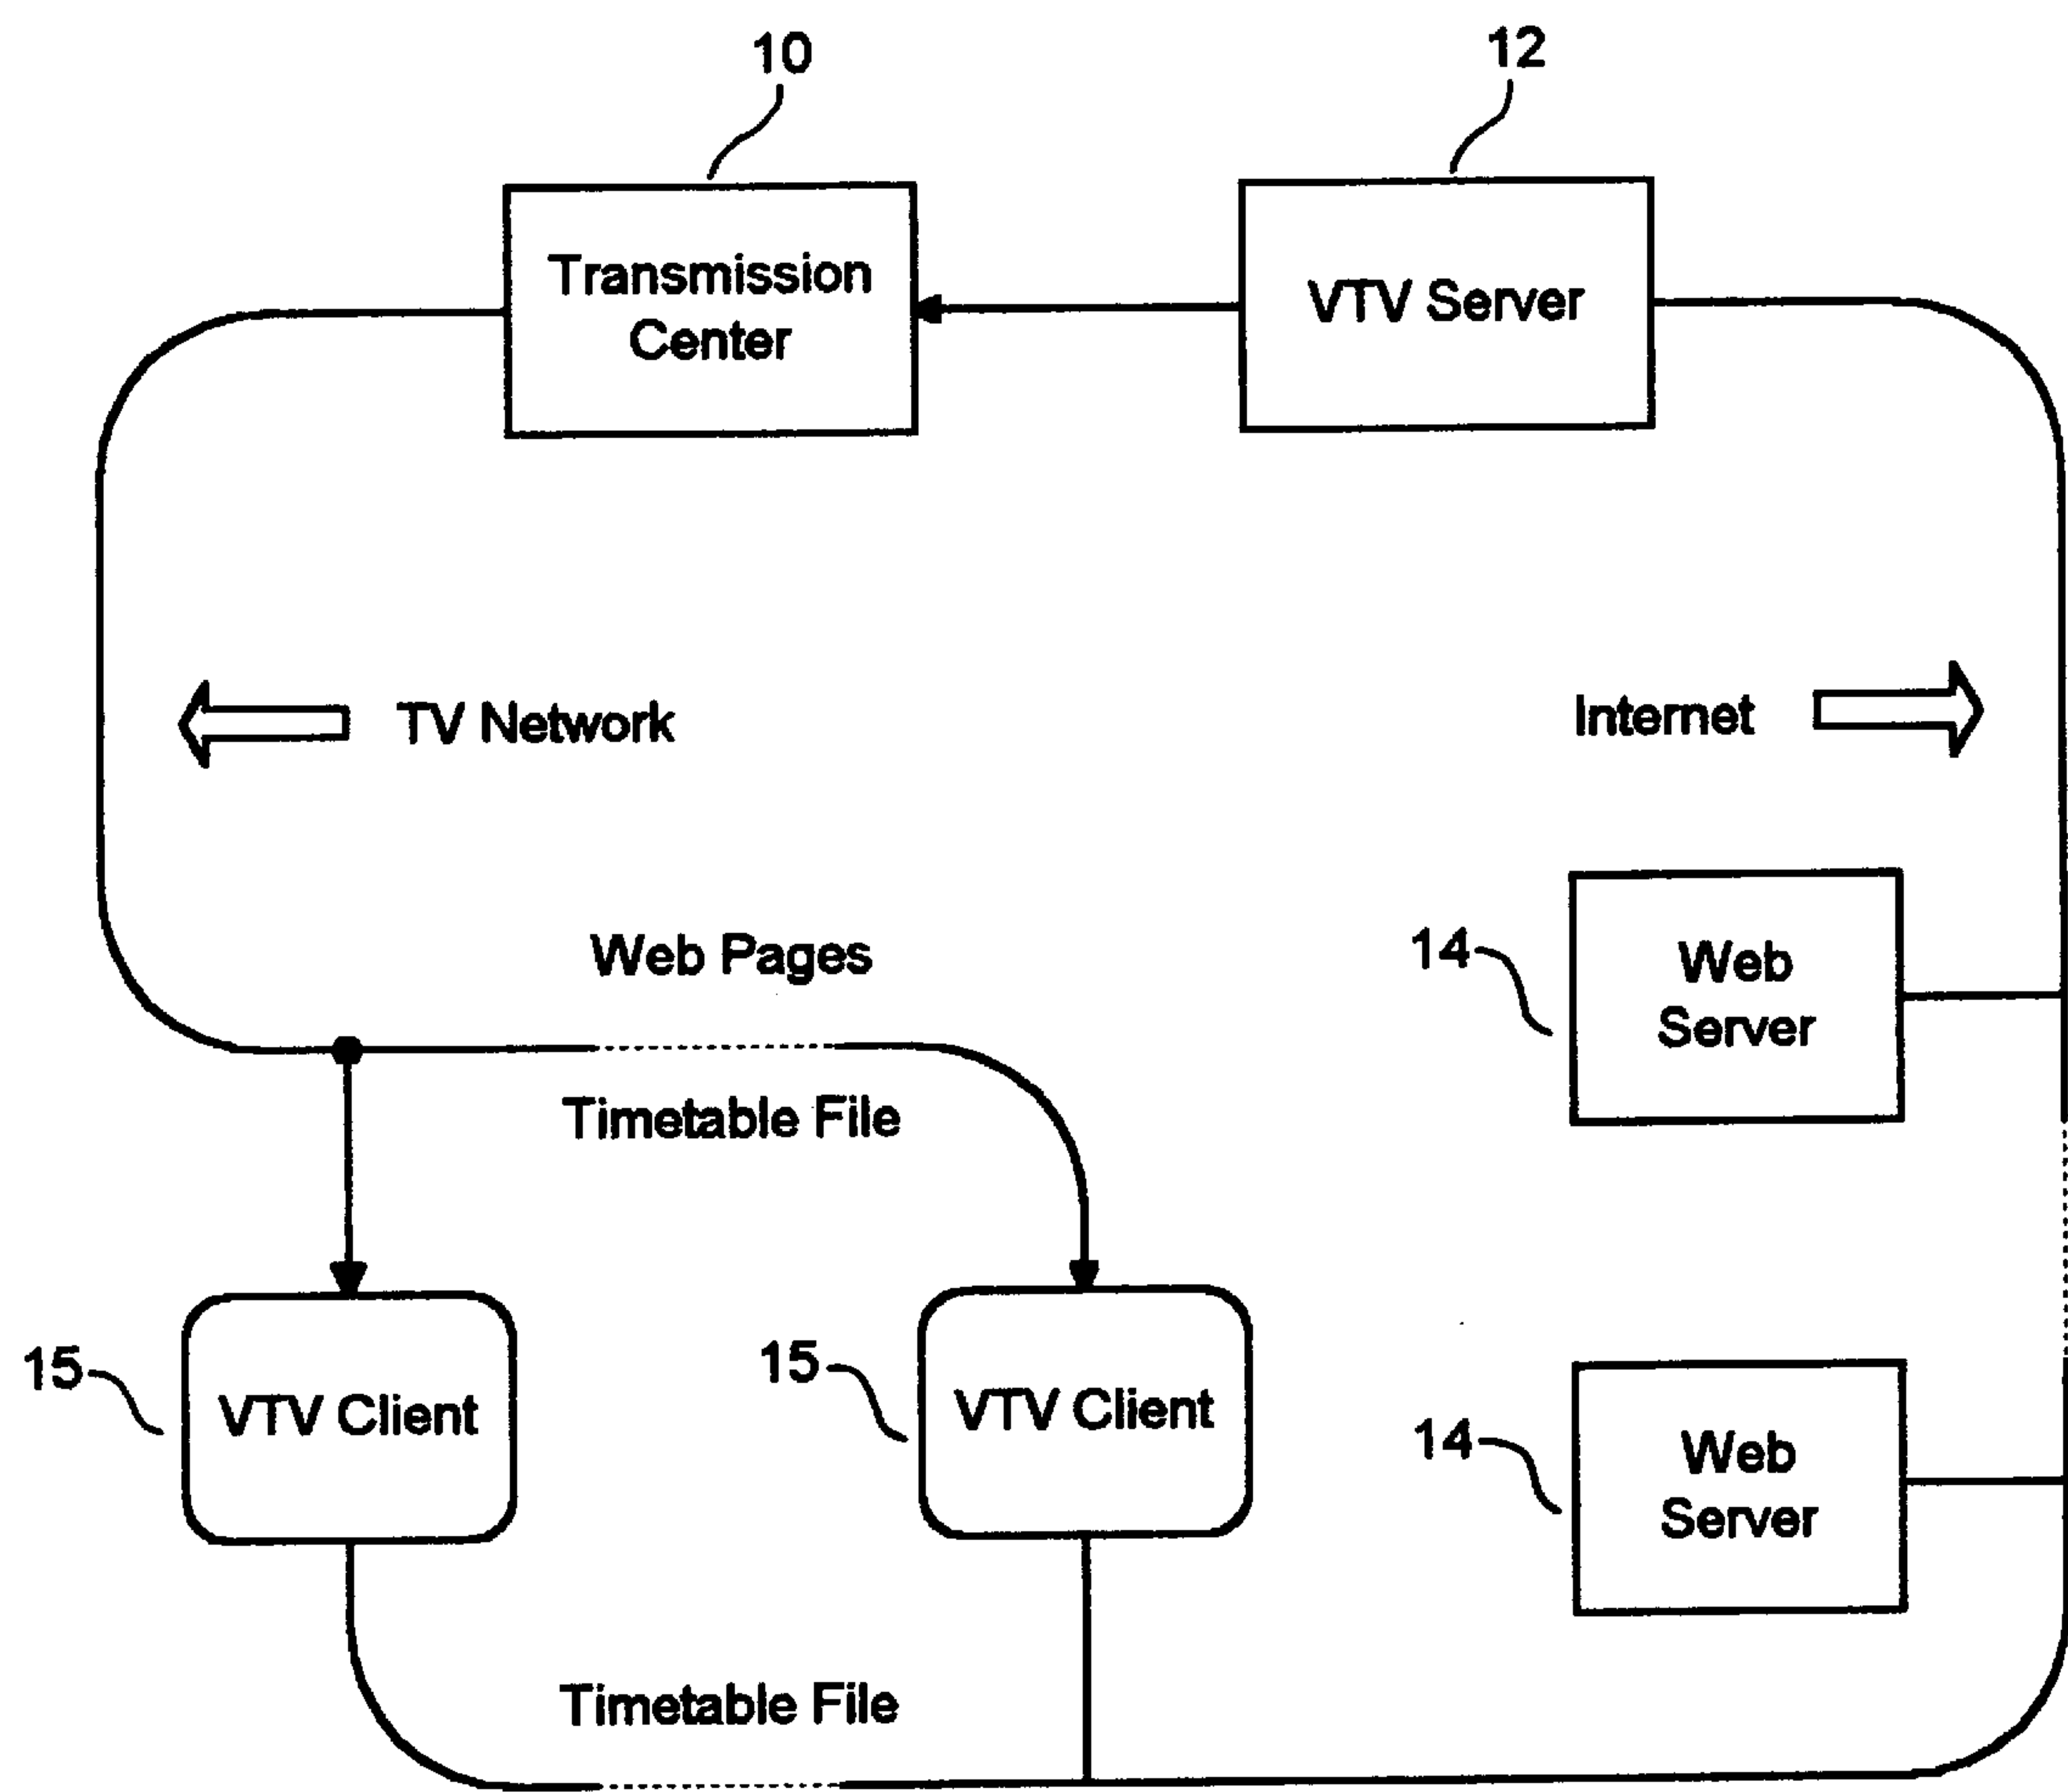 10
12
Transmission
Center
VTV Server
TV Network
Internet
Web Pages
14
Web
Server
Timetable File
15
VTV Client
15
VTV Client
14
Web
Server
Timetable File